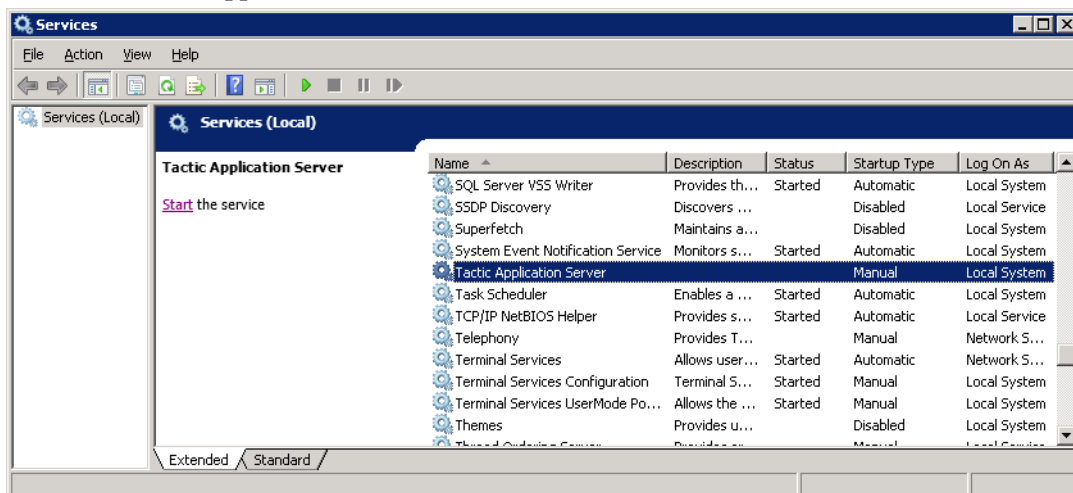 Services
File Action View Help
Services (Local)
Services (Local)
Tactic Application Server
Start the service
Name Description Status Startup Type Log On As
SQL Server VSS Writer Provides th... Started Automatic Local System
SSDP Discovery Discovers ... Disabled Local Service
Superfetch Maintains a... Disabled Local System
System Event Notification Service Monitors s... Started Automatic Local System
Tactic Application Server Manual Local System
Task Scheduler Enables a ... Started Automatic Local System
TCP/IP NetBIOS Helper Provides s... Started Automatic Local Service
Telephony Provides T... Manual Network S...
Terminal Services Allows user... Started Automatic Network S...
Terminal Services Configuration Terminal S... Started Manual Local System
Terminal Services UserMode Po... Allows the ... Started Manual Local System
Themes Provides u... Disabled Local System
Extended Standard